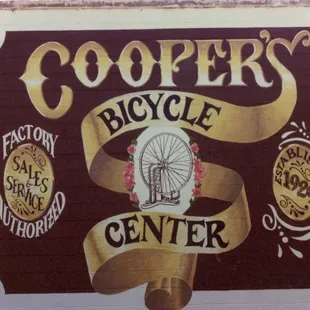 COOPER'S
BICYCLE
CENTER
FACTORY
SALES
&
SERVICE
AUTHORIZED